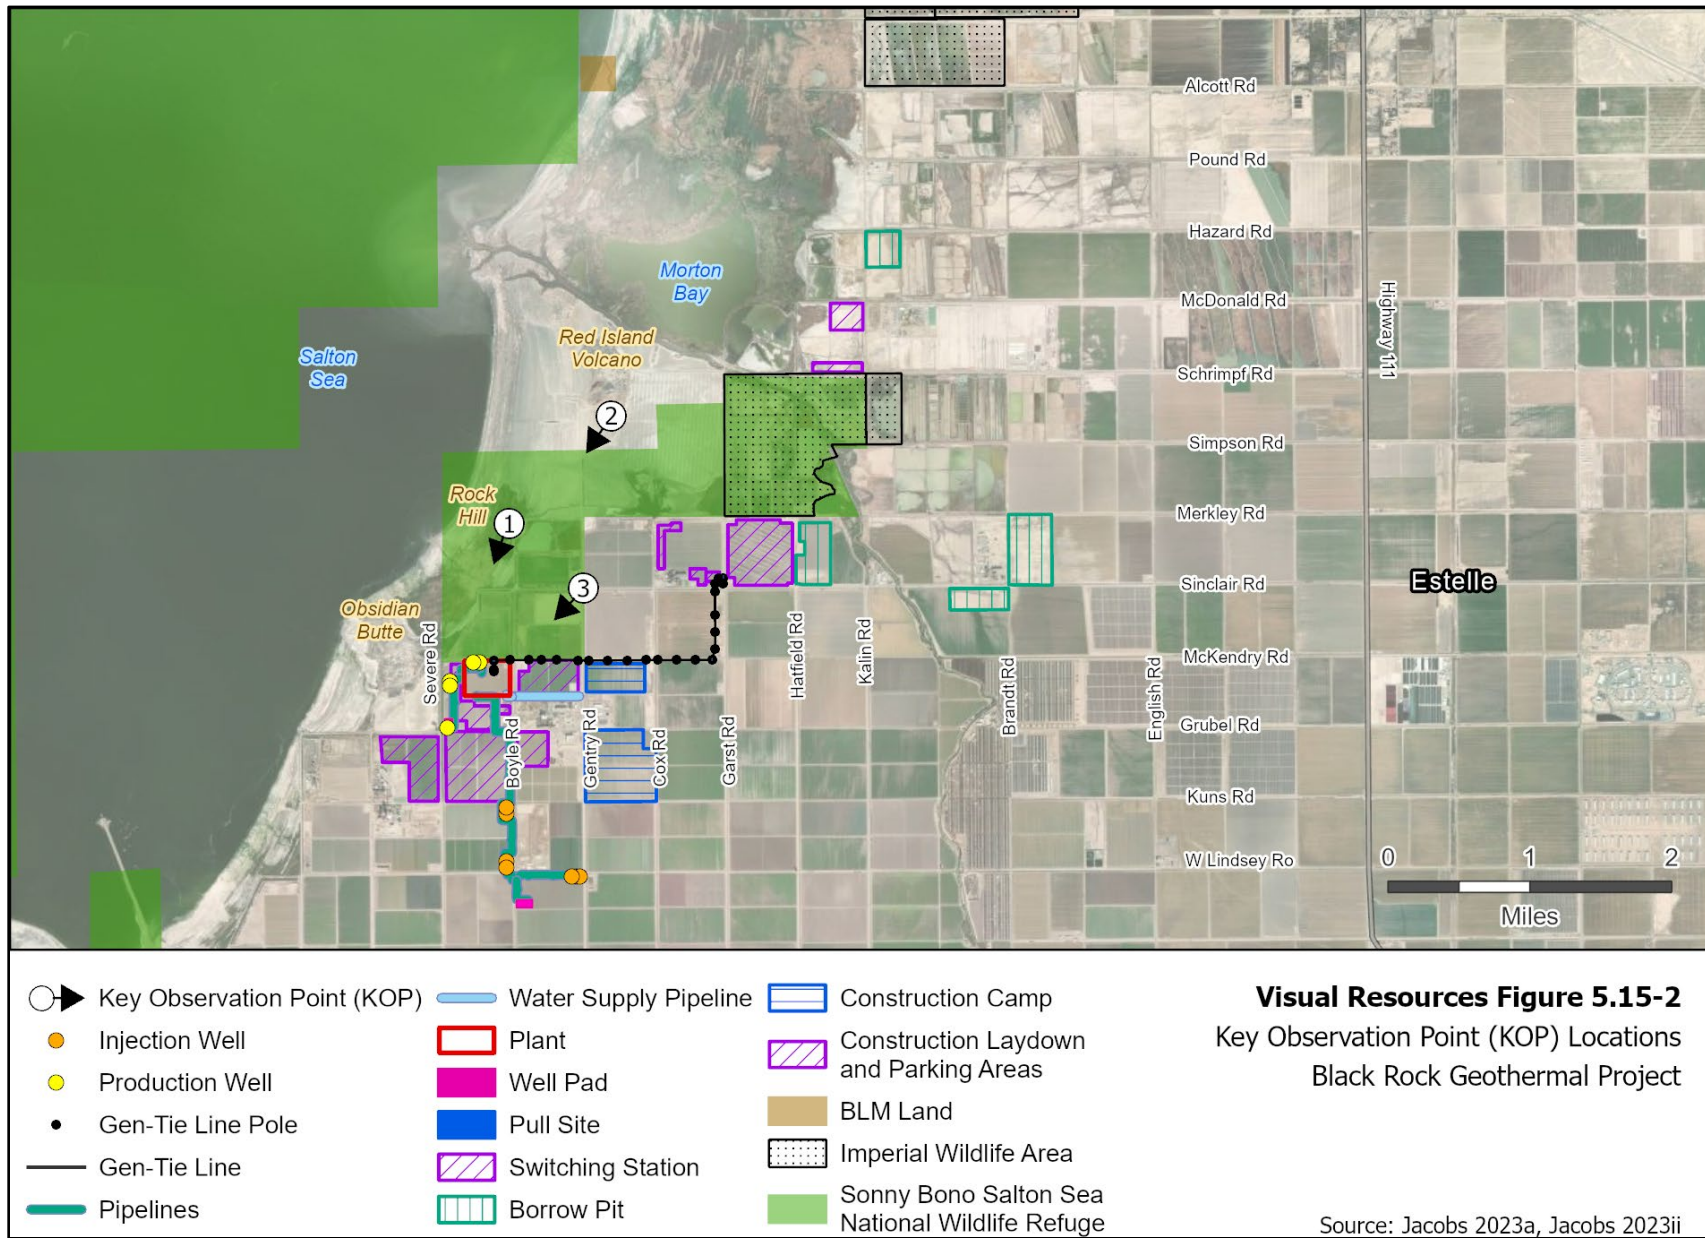 Alcott Rd
Pound Rd
Hazard Rd
Morton
Bay
McDonald Rd
Highway 111
Red Island
Volcano
Salton
Sea
Schrimpf Rd
2
Simpson Rd
Rock
Hill
1
Merkley Rd
3
Sinclair Rd
Estelle
Obsidian
Butte
Severe Rd
Hatfield Rd
Kalin Rd
McKendry Rd
Boyle Rd
Gentry Rd
Cox Rd
Garst Rd
Brandt Rd
English Rd
Grubel Rd
Kuns Rd
W Lindsey Ro
0 1 2
Miles
Key Observation Point (KOP)
Injection Well
Production Well
Gen-Tie Line Pole
Gen-Tie Line
Pipelines
Water Supply Pipeline
Plant
Well Pad
Pull Site
Switching Station
Borrow Pit
Construction Camp
Construction Laydown
and Parking Areas
BLM Land
Imperial Wildlife Area
Sonny Bono Salton Sea
National Wildlife Refuge
Visual Resources Figure 5.15-2
Key Observation Point (KOP) Locations
Black Rock Geothermal Project
Source: Jacobs 2023a, Jacobs 2023ii